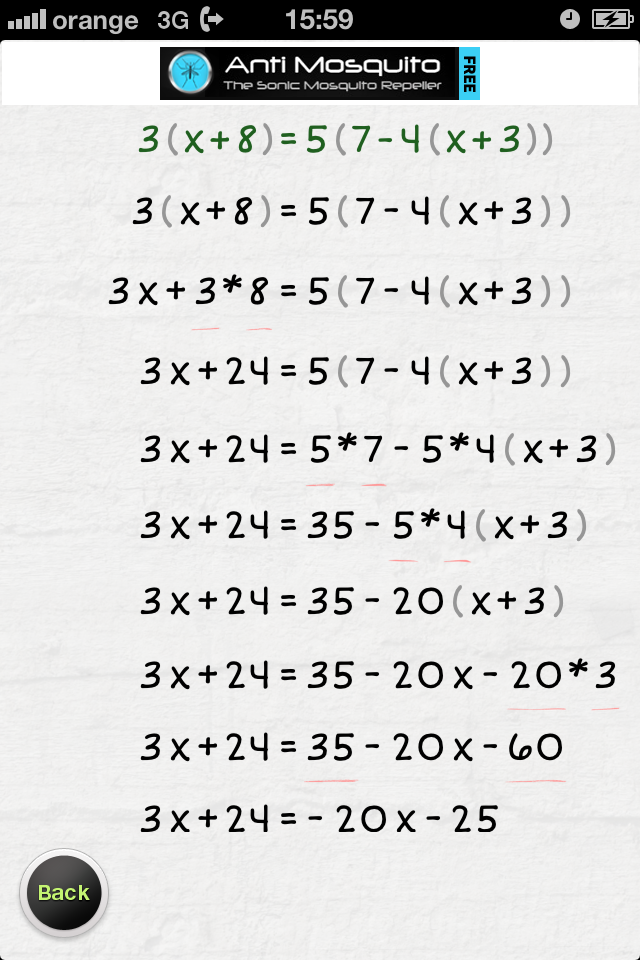 orange 3G 15:59
Anti Mosquito FREE
The Sonic Mosquito Repeller
3(x+8)=5(7-4(x+3))
3(x+8)=5(7-4(x+3))
3x+3*8=5(7-4(x+3))
3x+24=5(7-4(x+3))
3x+24=5*7-5*4(x+3)
3x+24=35-5*4(x+3)
3x+24=35-20(x+3)
3x+24=35-20x-20*3
3x+24=35-20x-60
3x+24=-20x-25
Back